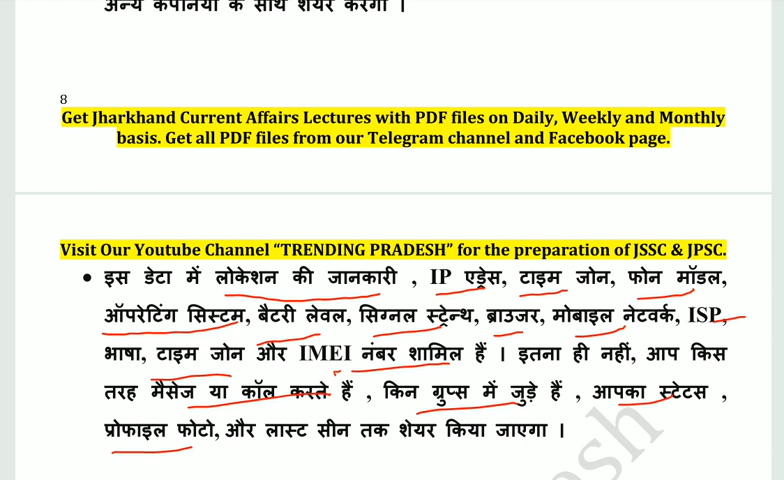 अन्य कंपनियों के साथ शेयर करेगा ।
8
Get Jharkhand Current Affairs Lectures with PDF files on Daily, Weekly and Monthly
basis. Get all PDF files from our Telegram channel and Facebook page.
Visit Our Youtube Channel “TRENDING PRADESH” for the preparation of JSSC & JPSC.
• इस डेटा में लोकेशन की जानकारी , IP एड्रेस, टाइम जोन, फोन मॉडल,
ऑपरेटिंग सिस्टम, बैटरी लेवल, सिग्नल स्ट्रेन्थ, ब्राउजर, मोबाइल नेटवर्क, ISP,
भाषा, टाइम जोन और IMEI नंबर शामिल हैं । इतना ही नहीं, आप किस
तरह मैसेज या कॉल करते हैं , किन ग्रुप्स में जुड़े हैं , आपका स्टेटस ,
प्रोफाइल फोटो, और लास्ट सीन तक शेयर किया जाएगा ।
esh